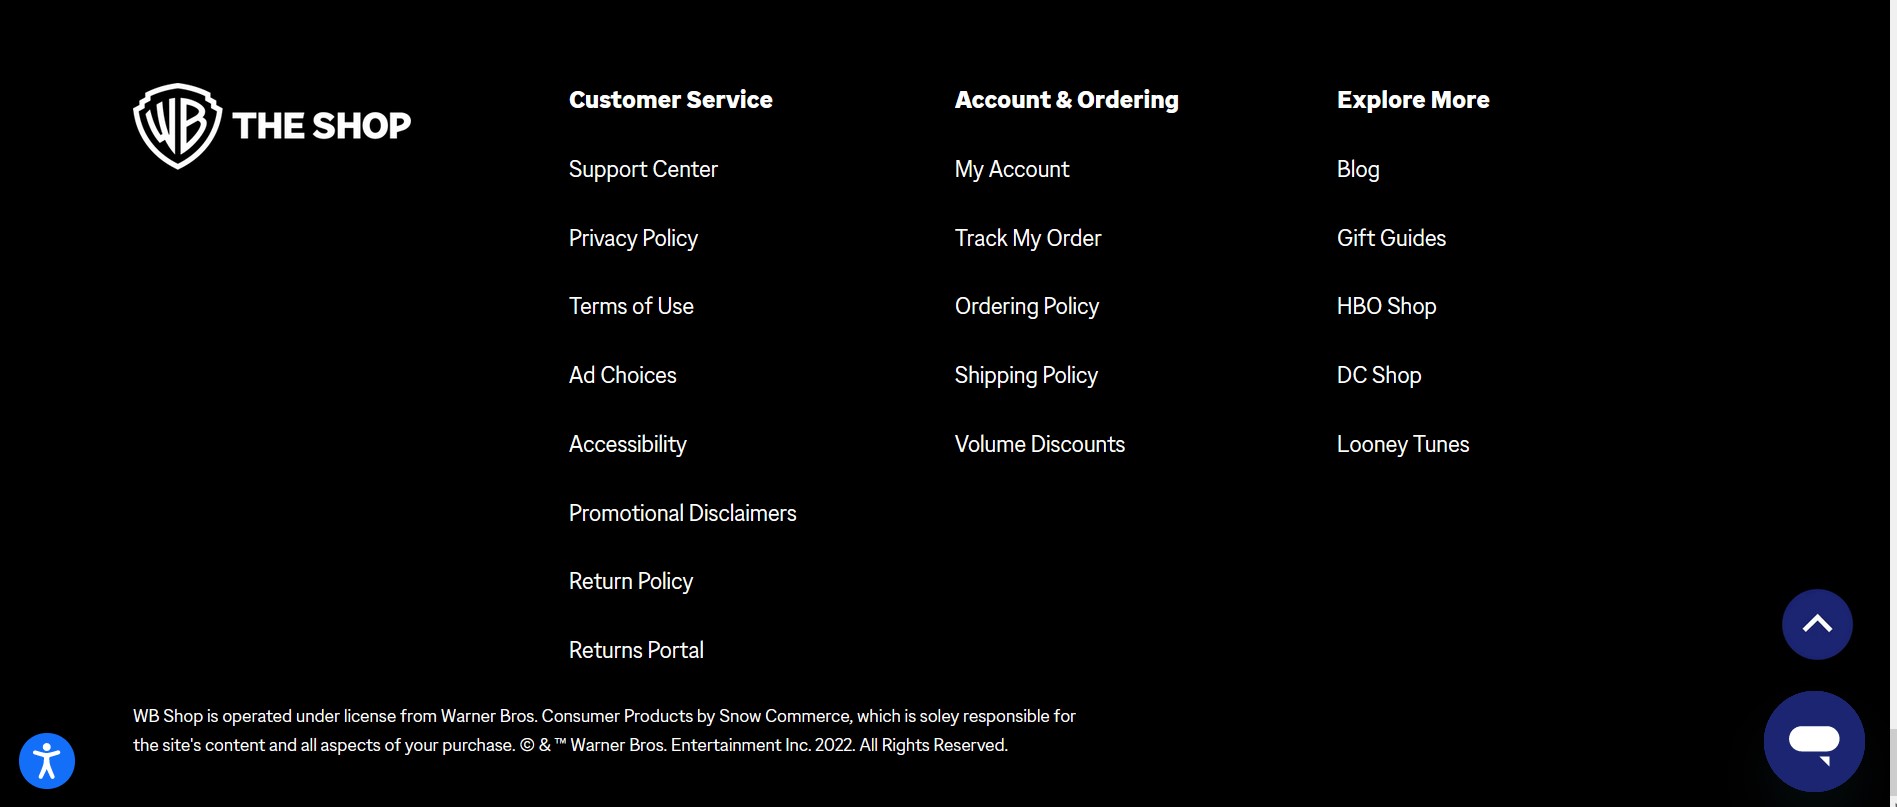 WB THE SHOP
Customer Service
Support Center
Privacy Policy
Terms of Use
Ad Choices
Accessibility
Promotional Disclaimers
Return Policy
Returns Portal
Account & Ordering
My Account
Track My Order
Ordering Policy
Shipping Policy
Volume Discounts
Explore More
Blog
Gift Guides
HBO Shop
DC Shop
Looney Tunes
WB Shop is operated under license from Warner Bros. Consumer Products by Snow Commerce, which is soley responsible for
the site's content and all aspects of your purchase. © & ™ Warner Bros. Entertainment Inc. 2022. All Rights Reserved.